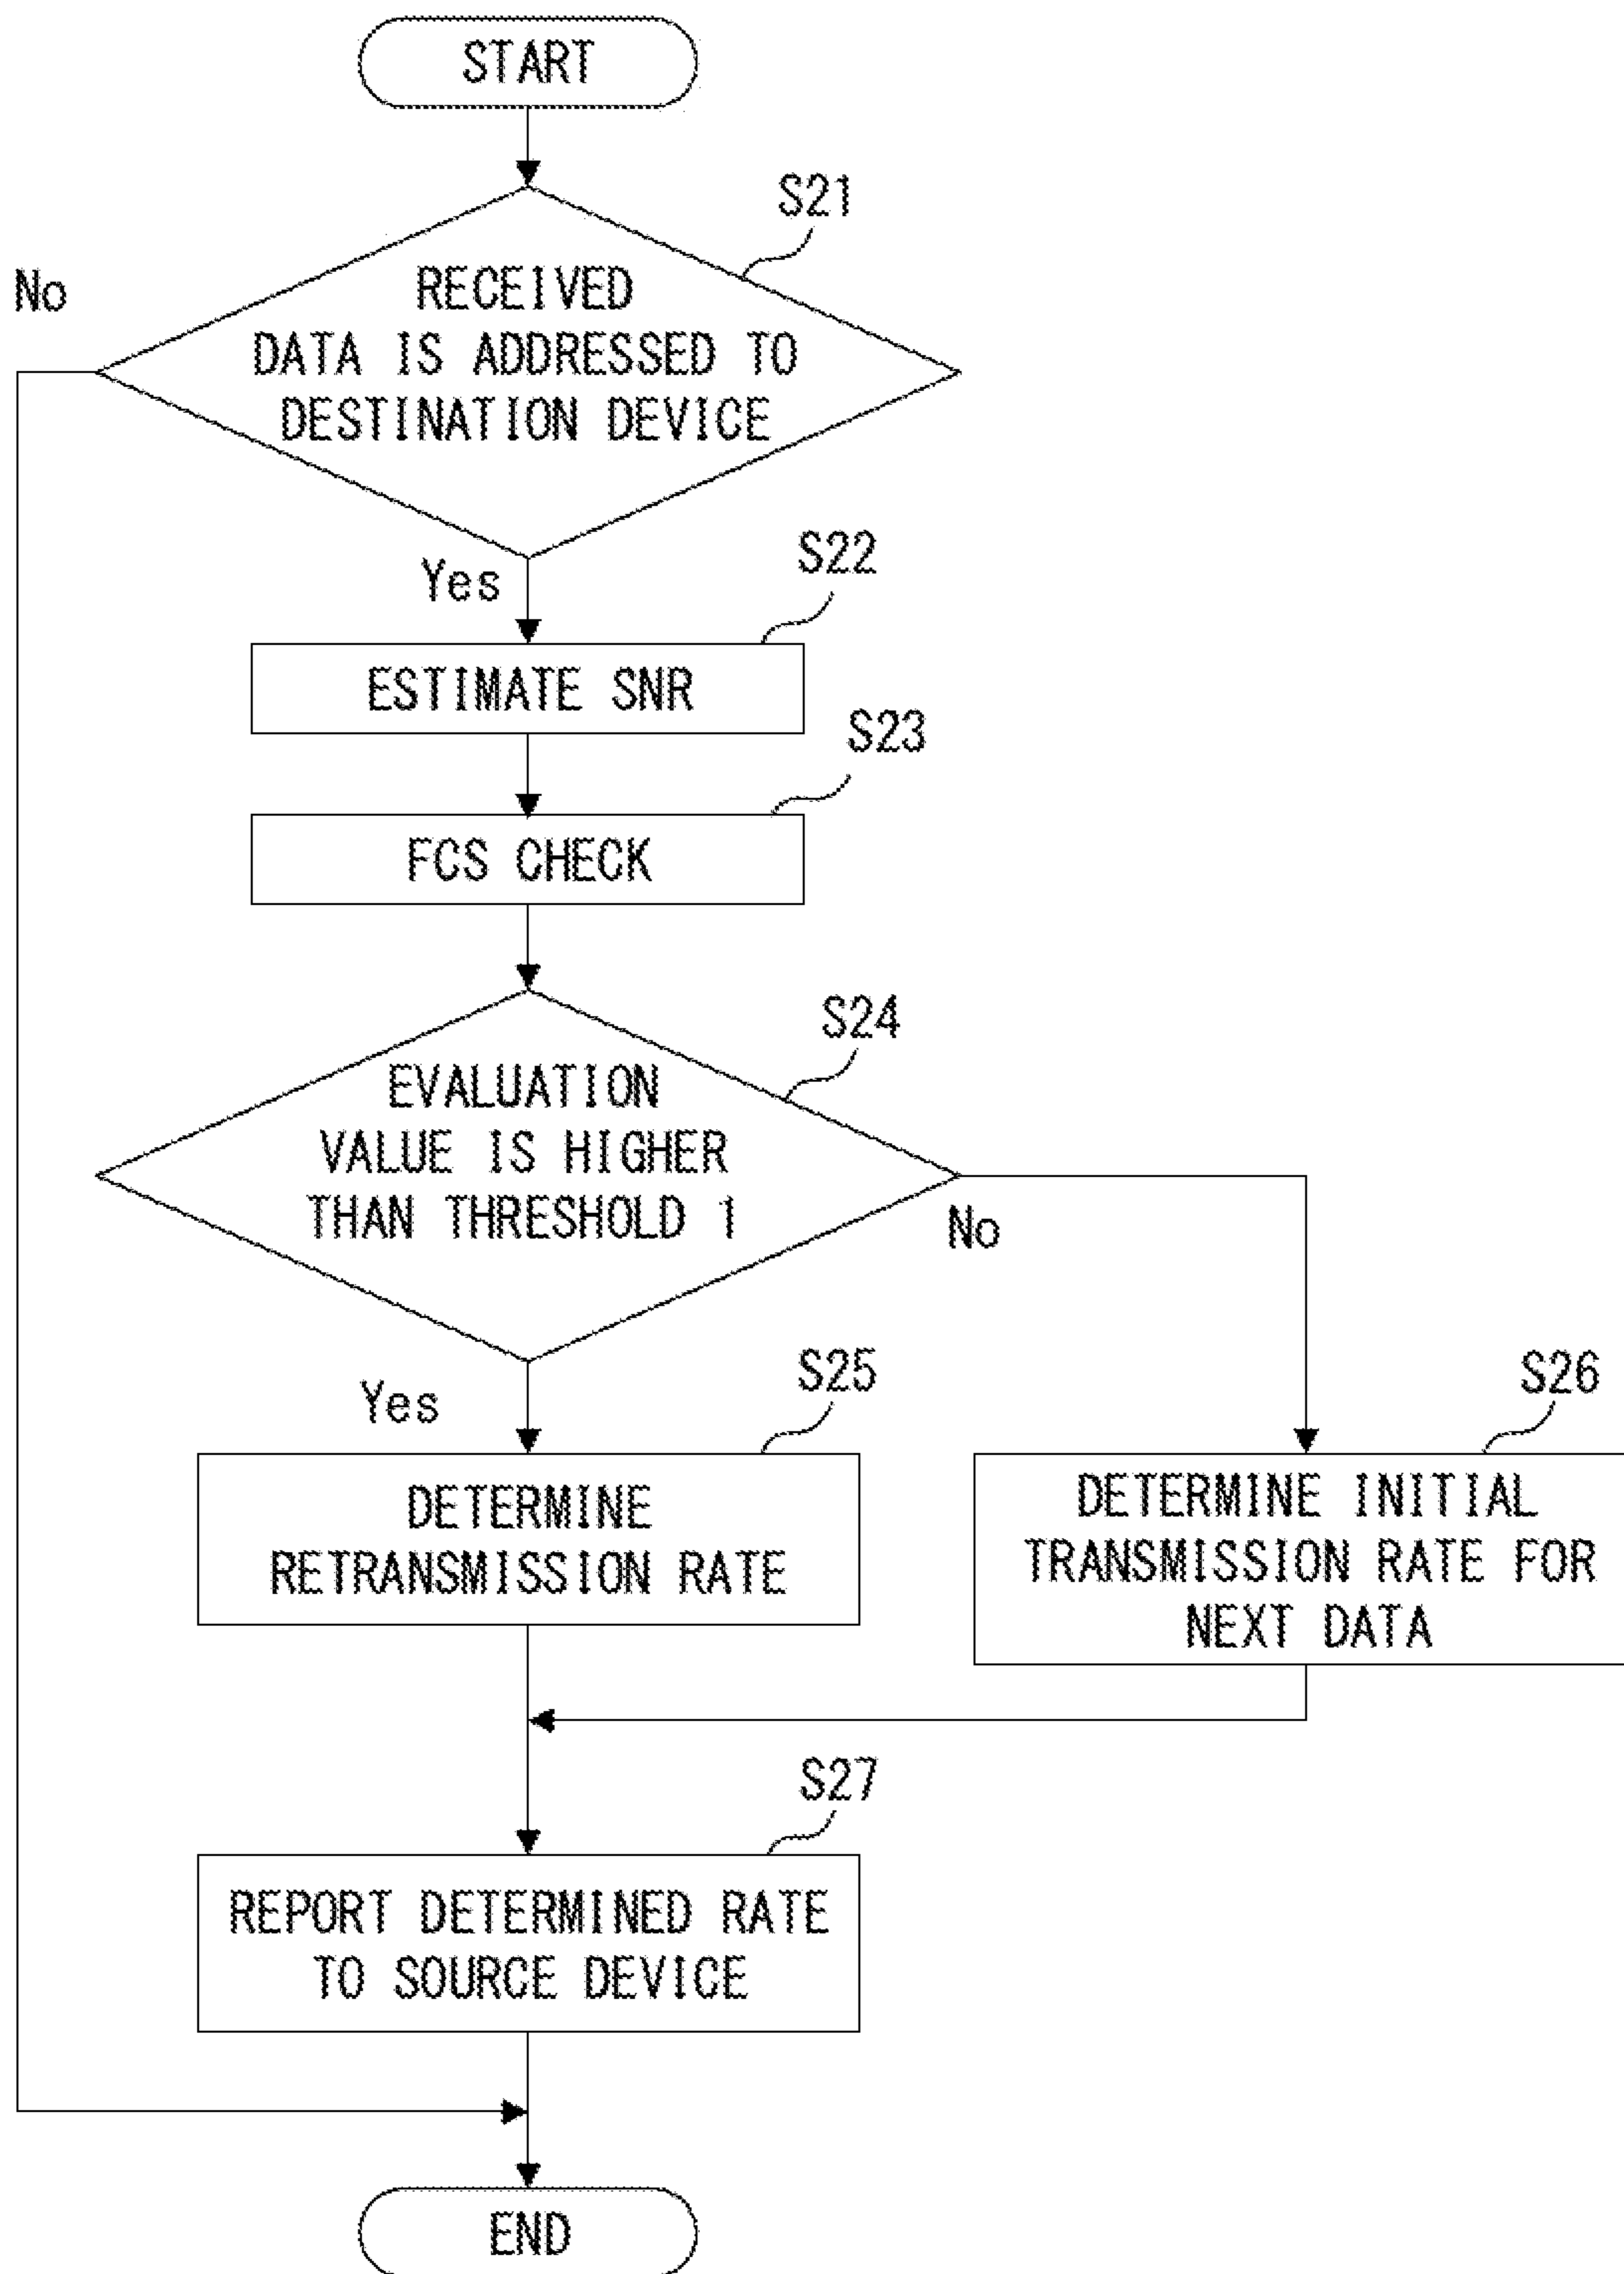 START
S21
No
RECEIVED
DATA IS ADDRESSED TO
DESTINATION DEVICE
Yes
S22
ESTIMATE SNR
S23
FCS CHECK
S24
EVALUATION
VALUE IS HIGHER
THAN THRESHOLD 1
No
Yes
S25
DETERMINE
RETRANSMISSION RATE
S26
DETERMINE INITIAL
TRANSMISSION RATE FOR
NEXT DATA
S27
REPORT DETERMINED RATE
TO SOURCE DEVICE
END